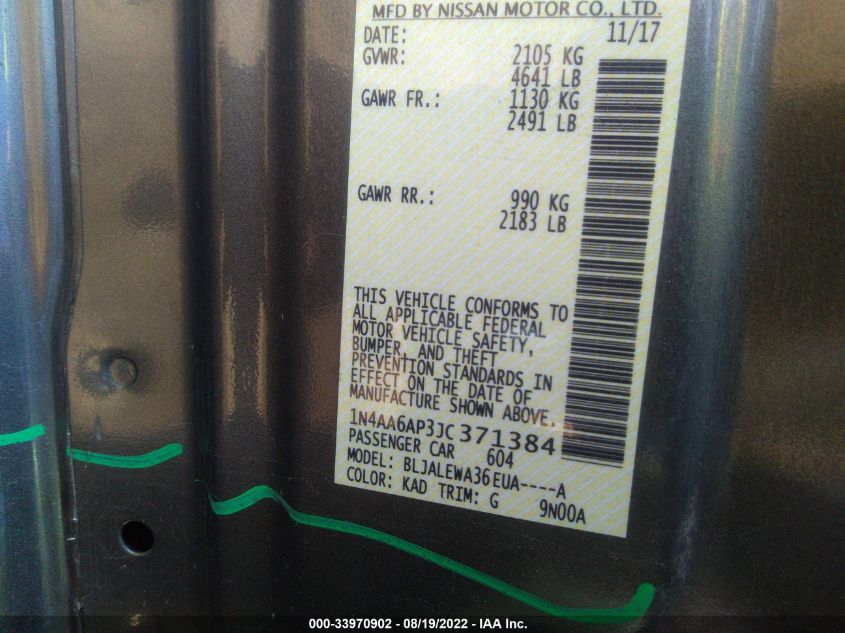 MFD BY NISSAN MOTOR CO., LTD.
DATE: 11/17
GVWR: 2105 KG
4641 LB
GAWR FR.: 1130 KG
2491 LB
GAWR RR.: 990 KG
2183 LB
THIS VEHICLE CONFORMS TO
ALL APPLICABLE FEDERAL
MOTOR VEHICLE SAFETY,
BUMPER, AND THEFT
PREVENTION STANDARDS IN
EFFECT ON THE DATE OF
MANUFACTURE SHOWN ABOVE.
1N4AA6AP3JC371384
PASSENGER CAR 604
MODEL: BLJALEWA36EUA----A
COLOR: KAD TRIM: G 9N00A
000-33970902 - 08/19/2022 - IAA Inc.